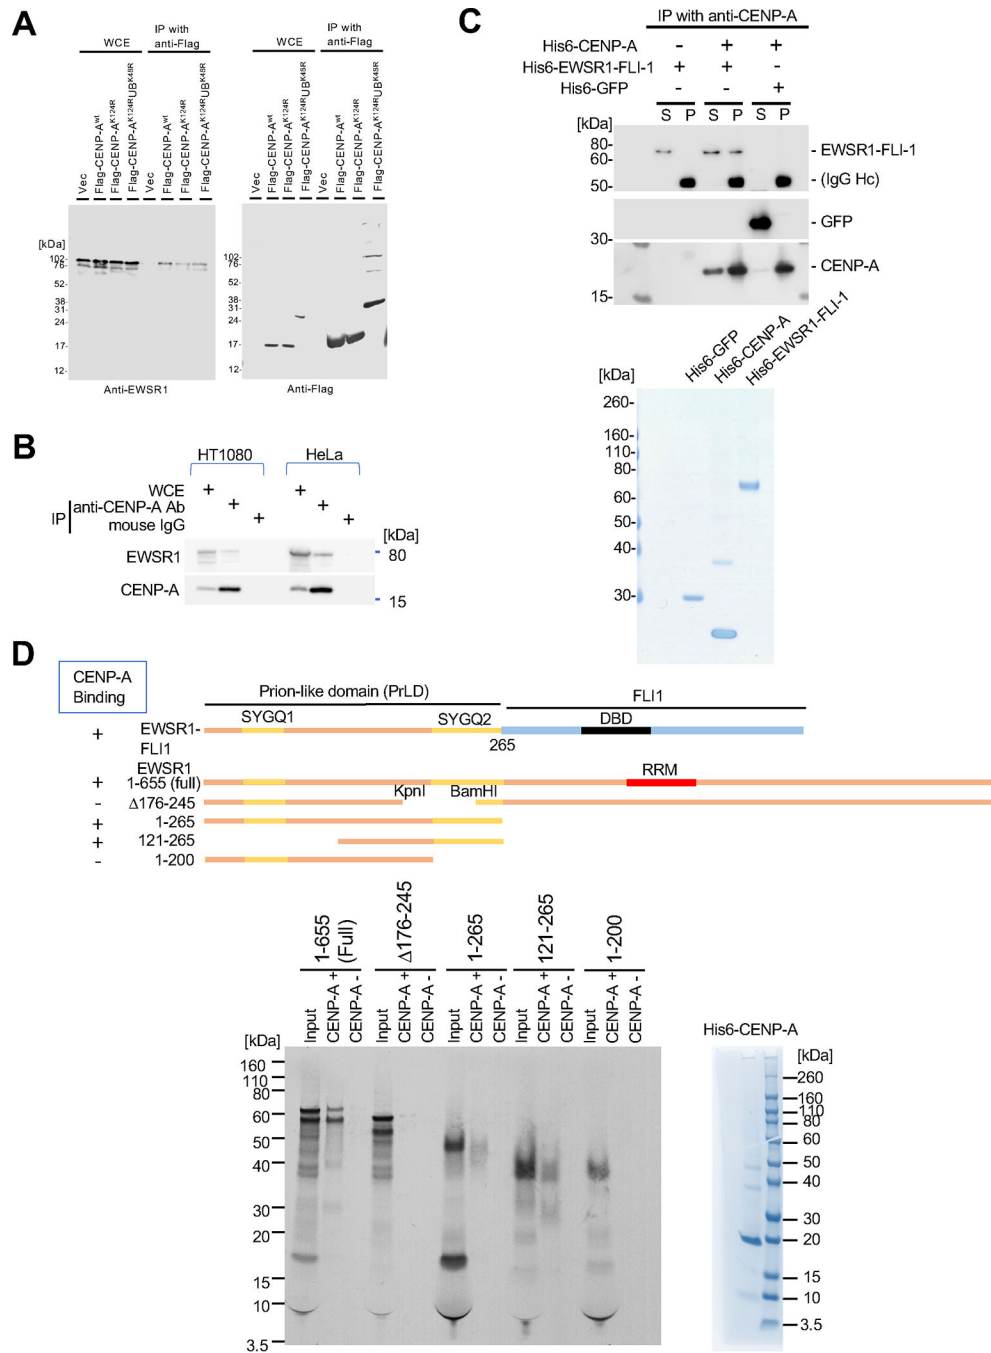 A
WCE
IP with
anti-Flag
Vec
Flag-CENP-A^wt
Flag-CENP-A^K124R
Flag-CENP-A^K124R UB^K48R
Vec
Flag-CENP-A^wt
Flag-CENP-A^K124R
Flag-CENP-A^K124R UB^K48R
[kDa]
102-
76-
52-
38-
31-
24-
17-
12-
Anti-EWSR1
WCE
IP with
anti-Flag
Vec
Flag-CENP-A^wt
Flag-CENP-A^K124R
Flag-CENP-A^K124R UB^K48R
Vec
Flag-CENP-A^wt
Flag-CENP-A^K124R
Flag-CENP-A^K124R UB^K48R
102-
76-
52-
38-
31-
24-
17-
12-
Anti-Flag
B
HT1080 HeLa
WCE + +
IP anti-CENP-A Ab + +
mouse IgG + +
[kDa]
EWSR1 80
CENP-A 15
C
IP with anti-CENP-A
His6-CENP-A - + +
His6-EWSR1-FLI-1 + + -
His6-GFP - - +
S P S P S P
[kDa]
80-
60-
50-
30-
15-
- EWSR1-FLI-1
- (IgG Hc)
- GFP
- CENP-A
His6-GFP
His6-CENP-A
His6-EWSR1-FLI-1
[kDa]
260-
160-
110-
80-
60-
50-
40-
30-
D
CENP-A
Binding
Prion-like domain (PrLD) FLI1
SYGQ1 SYGQ2 DBD
+ EWSR1-
FLI1
265
EWSR1
+ 1-655 (full) RRM
KpnI BamHI
- Δ176-245
+ 1-265
+ 121-265
- 1-200
1-655
(Full)
Δ176-245
1-265
121-265
1-200
Input
CENP-A +
CENP-A -
Input
CENP-A +
CENP-A -
Input
CENP-A +
CENP-A -
Input
CENP-A +
CENP-A -
Input
CENP-A +
CENP-A -
[kDa]
160
110
80
60
50
40
30
20
15
10
3.5
His6-CENP-A
[kDa]
260
160
110
80
60
50
40
30
20
15
10
3.5